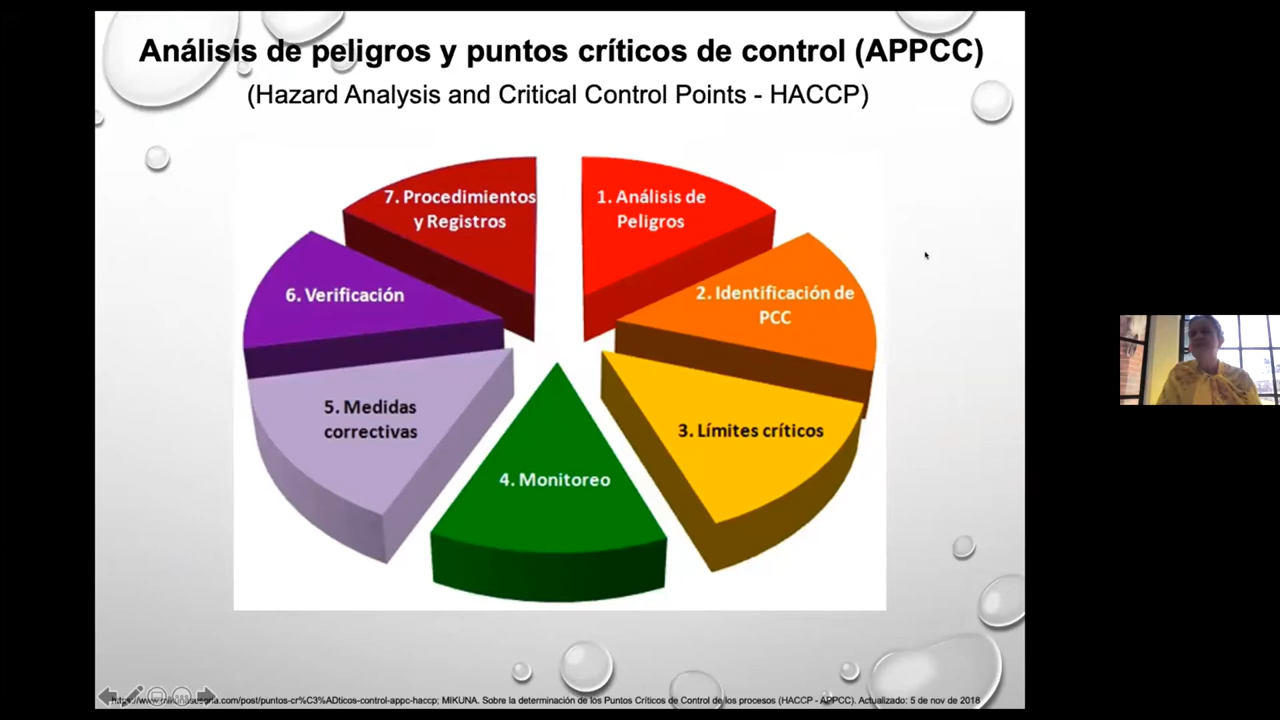 Análisis de peligros y puntos críticos de control (APPCC)
(Hazard Analysis and Critical Control Points - HACCP)
7. Procedimientos
y Registros
1. Análisis de
Peligros
6. Verificación
2. Identificación de
PCC
5. Medidas
correctivas
3. Límites críticos
4. Monitoreo
.com/post/puntos-cr%C3%ADticos-control-appc-haccp; MIKUNA. Sobre la determinación de los Puntos Críticos de Control de los procesos (HACCP - APPCC). Actualizado: 5 de nov de 2018